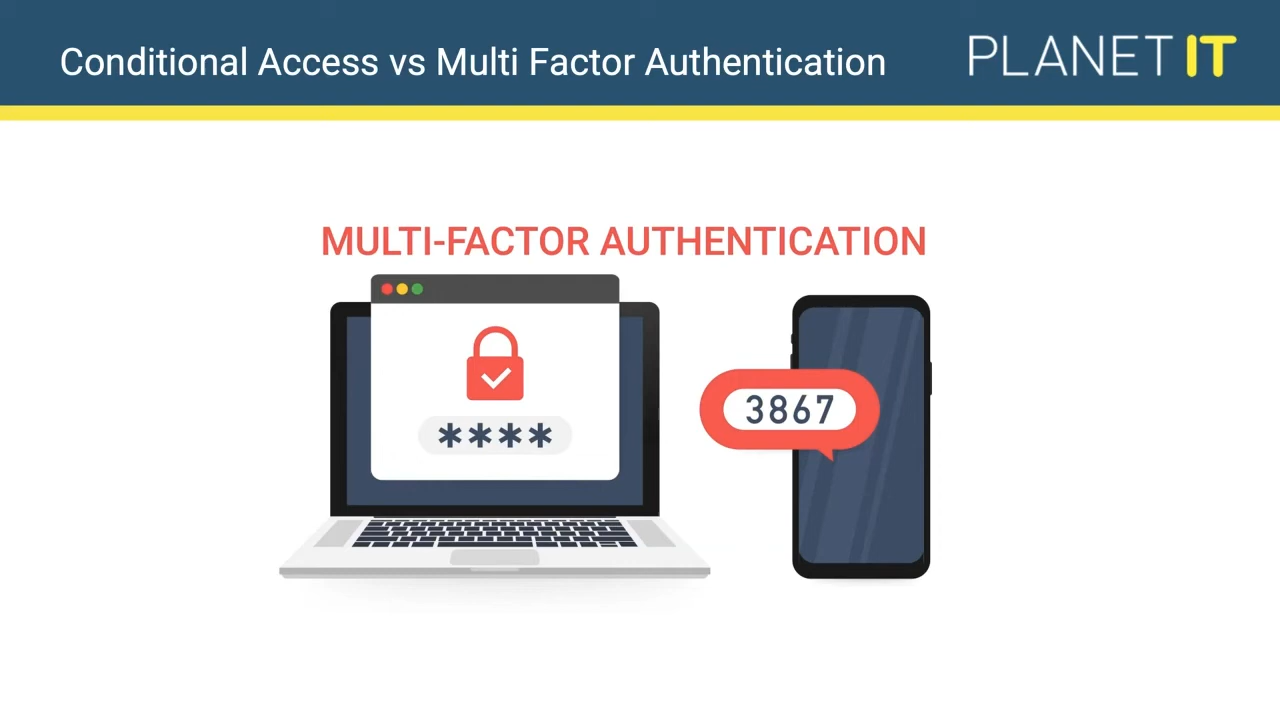 Conditional Access vs Multi Factor Authentication
PLANET IT
MULTI-FACTOR AUTHENTICATION
****
3867